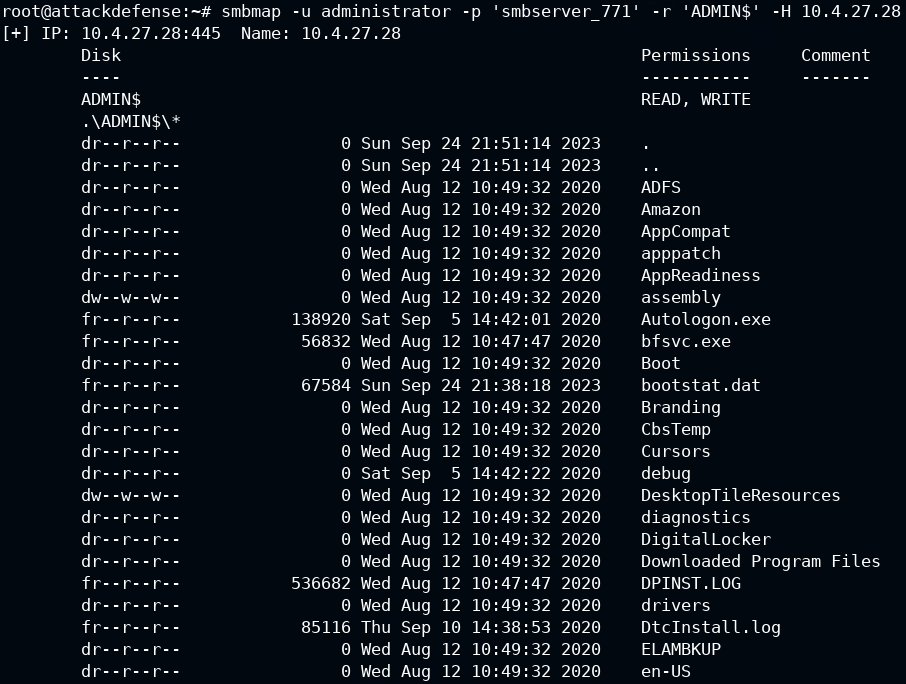 root@attackdefense:~# smbmap -u administrator -p 'smbserver_771' -r 'ADMIN$' -H 10.4.27.28
[+] IP: 10.4.27.28:445  Name: 10.4.27.28
        Disk                                                    Permissions     Comment
        ----                                                    -----------     -------
        ADMIN$                                                  READ, WRITE
        .\ADMIN$\*
        dr--r--r--                0 Sun Sep 24 21:51:14 2023    .
        dr--r--r--                0 Sun Sep 24 21:51:14 2023    ..
        dr--r--r--                0 Wed Aug 12 10:49:32 2020    ADFS
        dr--r--r--                0 Wed Aug 12 10:49:32 2020    Amazon
        dr--r--r--                0 Wed Aug 12 10:49:32 2020    AppCompat
        dr--r--r--                0 Wed Aug 12 10:49:32 2020    apppatch
        dr--r--r--                0 Wed Aug 12 10:49:32 2020    AppReadiness
        dw--w--w--                0 Wed Aug 12 10:49:32 2020    assembly
        fr--r--r--           138920 Sat Sep  5 14:42:01 2020    Autologon.exe
        fr--r--r--            56832 Wed Aug 12 10:47:47 2020    bfsvc.exe
        dr--r--r--                0 Wed Aug 12 10:49:32 2020    Boot
        fr--r--r--            67584 Sun Sep 24 21:38:18 2023    bootstat.dat
        dr--r--r--                0 Wed Aug 12 10:49:32 2020    Branding
        dr--r--r--                0 Wed Aug 12 10:49:32 2020    CbsTemp
        dr--r--r--                0 Wed Aug 12 10:49:32 2020    Cursors
        dr--r--r--                0 Sat Sep  5 14:42:22 2020    debug
        dw--w--w--                0 Wed Aug 12 10:49:32 2020    DesktopTileResources
        dr--r--r--                0 Wed Aug 12 10:49:32 2020    diagnostics
        dr--r--r--                0 Wed Aug 12 10:49:32 2020    DigitalLocker
        dr--r--r--                0 Wed Aug 12 10:49:32 2020    Downloaded Program Files
        fr--r--r--           536682 Wed Aug 12 10:47:47 2020    DPINST.LOG
        dr--r--r--                0 Wed Aug 12 10:49:32 2020    drivers
        fr--r--r--            85116 Thu Sep 10 14:38:53 2020    DtcInstall.log
        dr--r--r--                0 Wed Aug 12 10:49:32 2020    ELAMBKUP
        dr--r--r--                0 Wed Aug 12 10:49:32 2020    en-US